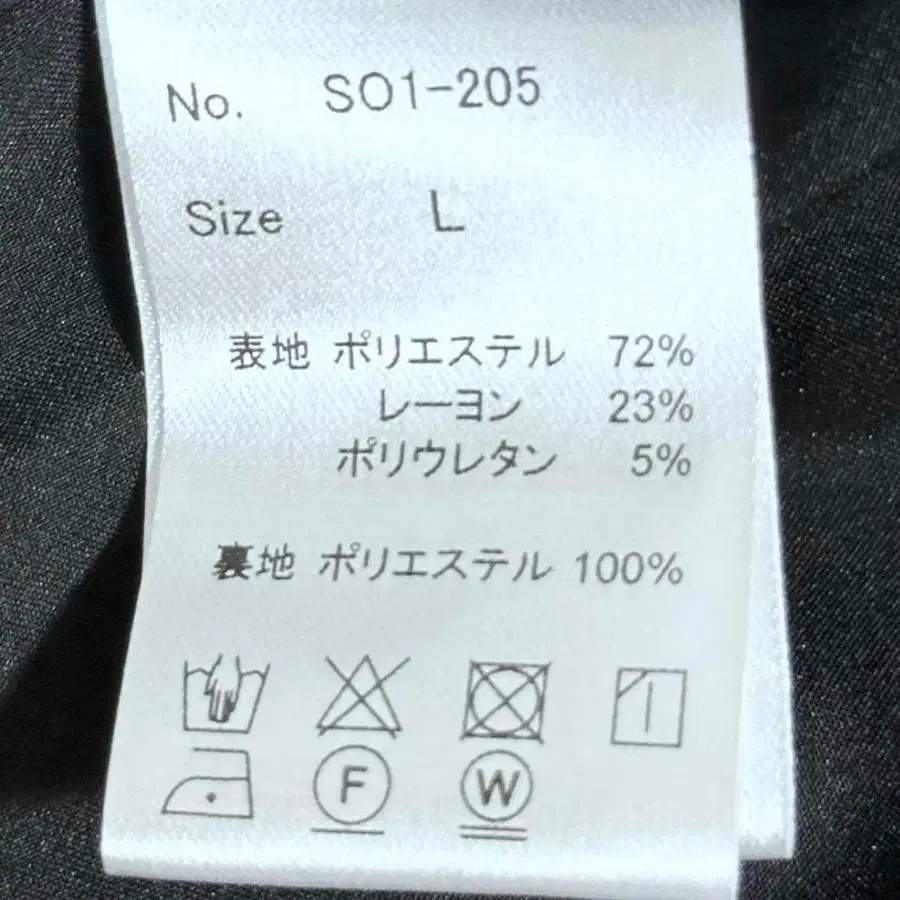 No. SO1-205
Size L
表地 ポリエステル 72%
レーヨン 23%
ポリウレタン 5%
裏地 ポリエステル 100%
F W